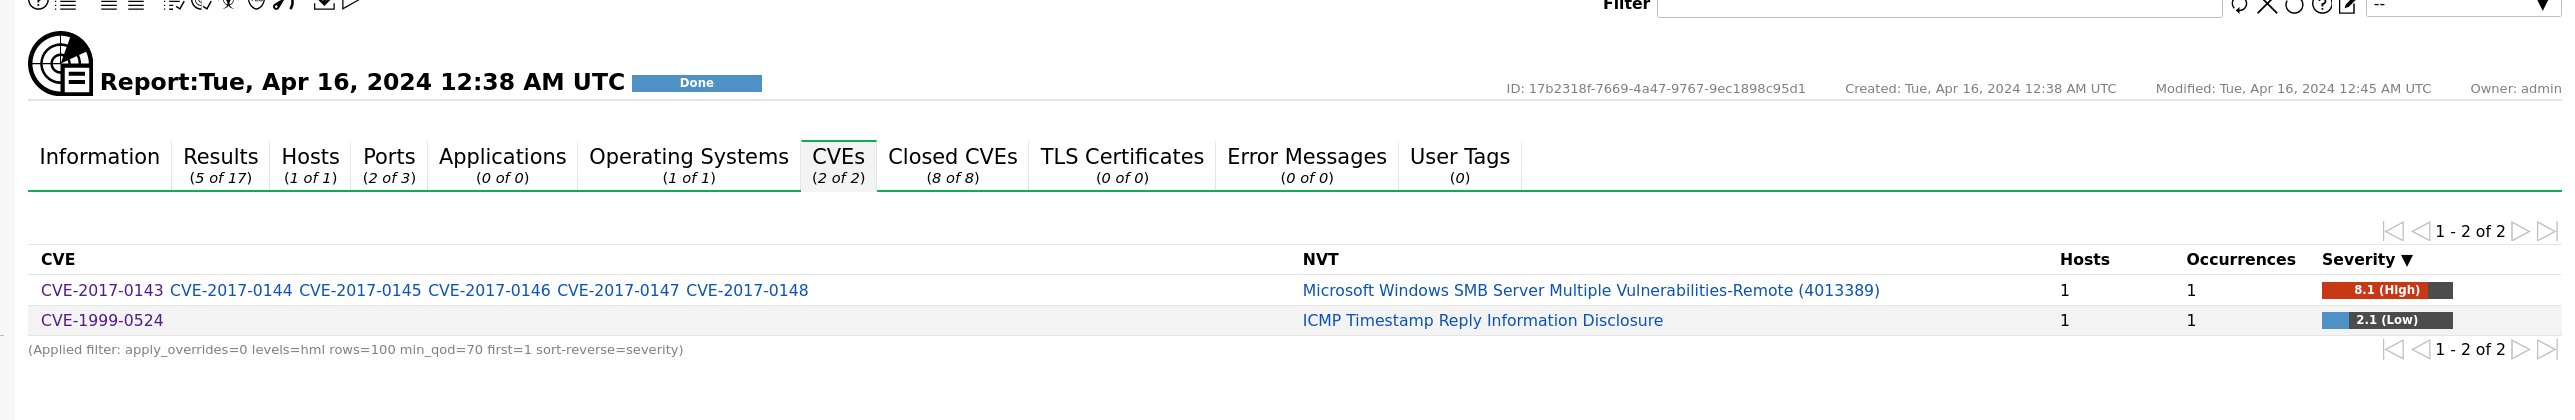 Filter
--
Report:Tue, Apr 16, 2024 12:38 AM UTC Done
ID: 17b2318f-7669-4a47-9767-9ec1898c95d1 Created: Tue, Apr 16, 2024 12:38 AM UTC Modified: Tue, Apr 16, 2024 12:45 AM UTC Owner: admin
Information Results Hosts Ports Applications Operating Systems CVEs Closed CVEs TLS Certificates Error Messages User Tags
(5 of 17) (1 of 1) (2 of 3) (0 of 0) (1 of 1) (2 of 2) (8 of 8) (0 of 0) (0 of 0) (0)
1 - 2 of 2
CVE NVT Hosts Occurrences Severity ▼
CVE-2017-0143 CVE-2017-0144 CVE-2017-0145 CVE-2017-0146 CVE-2017-0147 CVE-2017-0148 Microsoft Windows SMB Server Multiple Vulnerabilities-Remote (4013389) 1 1 8.1 (High)
CVE-1999-0524 ICMP Timestamp Reply Information Disclosure 1 1 2.1 (Low)
(Applied filter: apply_overrides=0 levels=hml rows=100 min_qod=70 first=1 sort-reverse=severity) 1 - 2 of 2